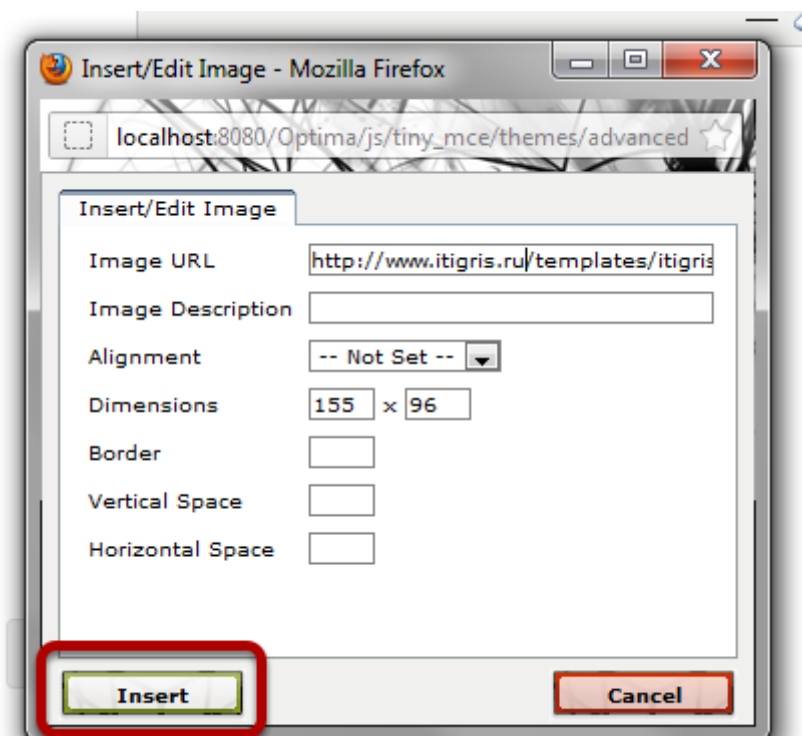 Insert/Edit Image - Mozilla Firefox
localhost:8080/Optima/js/tiny_mce/themes/advanced
Insert/Edit Image
Image URL http://www.itigris.ru/templates/itigris
Image Description
Alignment -- Not Set --
Dimensions 155 x 96
Border
Vertical Space
Horizontal Space
Insert Cancel